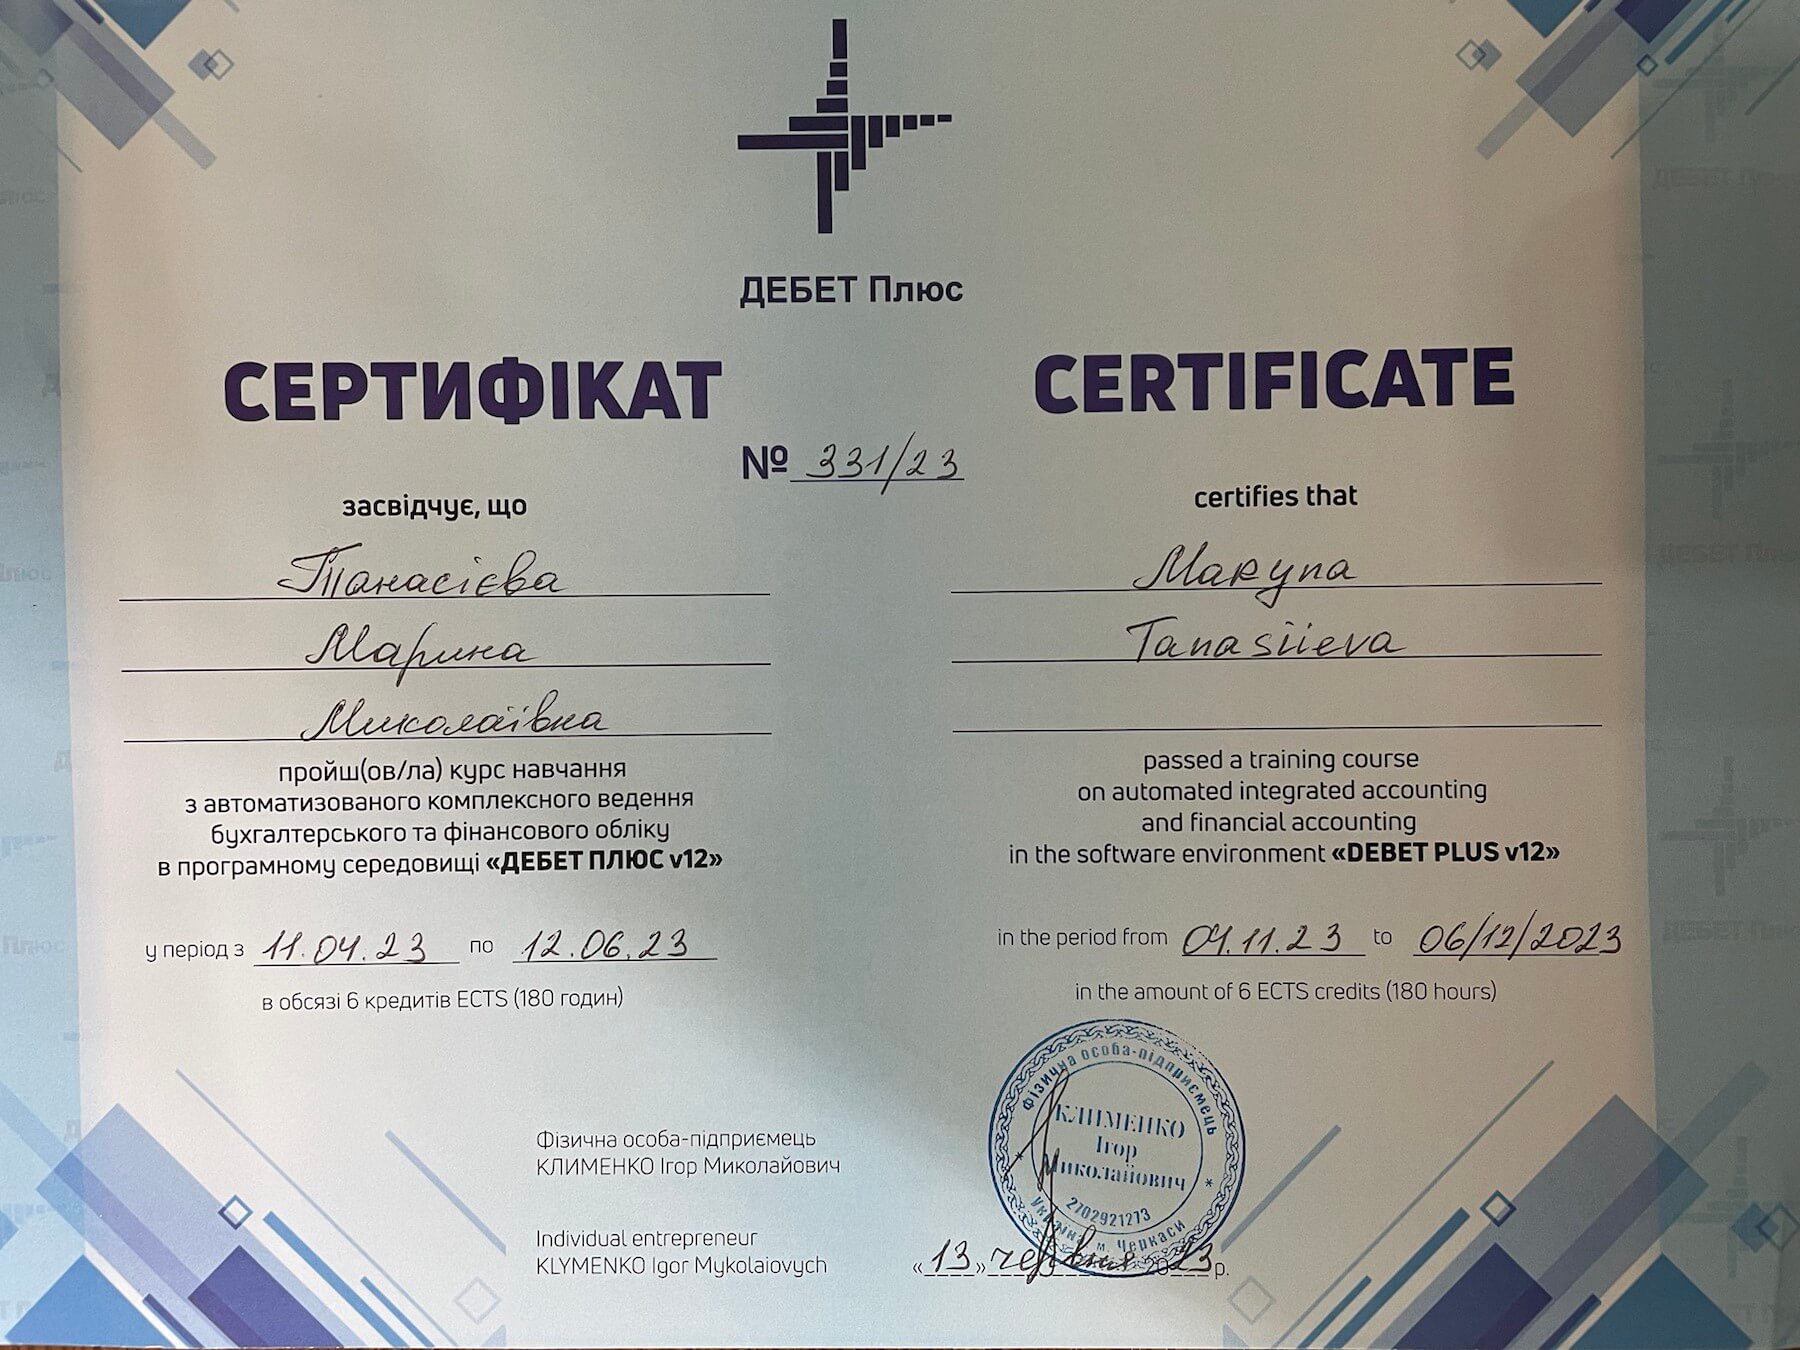 ДЕБЕТ Плюс
СЕРТИФІКАТ
CERTIFICATE
№ 331/23
засвідчує, що
Танасієва
Марина
Миколаївна
пройш(ов/ла) курс навчання
з автоматизованого комплексного ведення
бухгалтерського та фінансового обліку
в програмному середовищі «ДЕБЕТ ПЛЮС v12»
у період з 11.04.23 по 12.06.23
в обсязі 6 кредитів ECTS (180 годин)
certifies that
Maryna
Tanasiieva
passed a training course
on automated integrated accounting
and financial accounting
in the software environment «DEBET PLUS v12»
in the period from 04.11.23 to 06/12/2023
in the amount of 6 ECTS credits (180 hours)
Фізична особа-підприємець
КЛИМЕНКО Ігор Миколайович
Individual entrepreneur
KLYMENKO Igor Mykolaiovych
Фізична особа-підприємець
КЛИМЕНКО
Ігор
Миколайович
2702921273
Україна м. Черкаси
«13» червня 2023р.